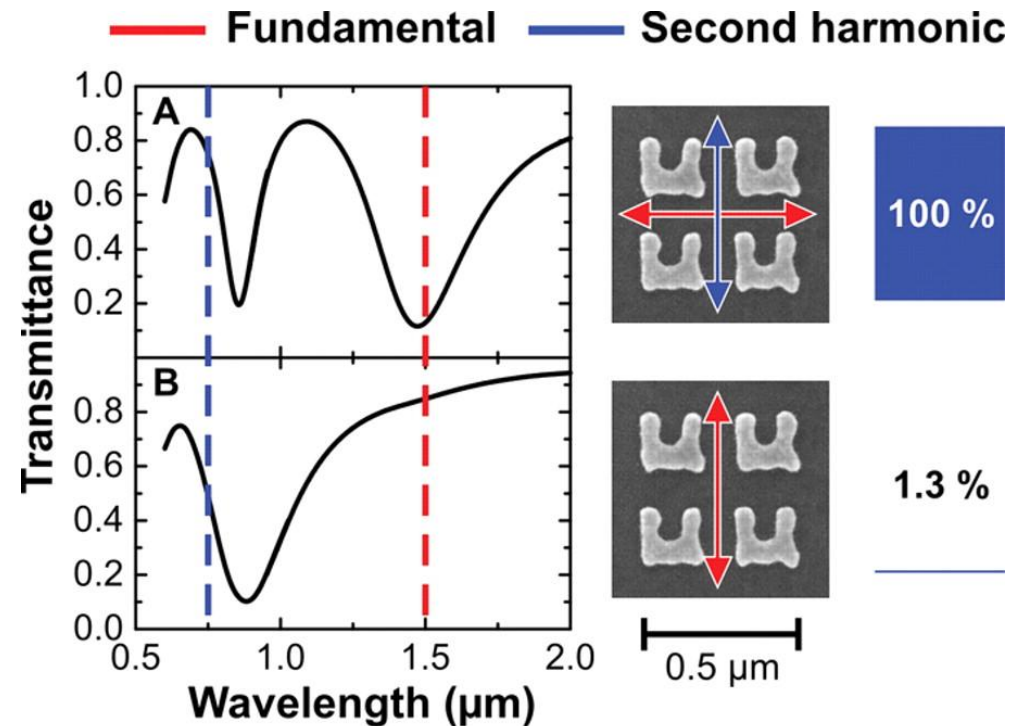 Fundamental
Second harmonic
Transmittance
1.0
0.8
0.6
0.4
0.2
A
100 %
B
0.8
0.6
0.4
0.2
0.0
1.3 %
0.5
1.0
1.5
2.0
Wavelength (μm)
0.5 μm